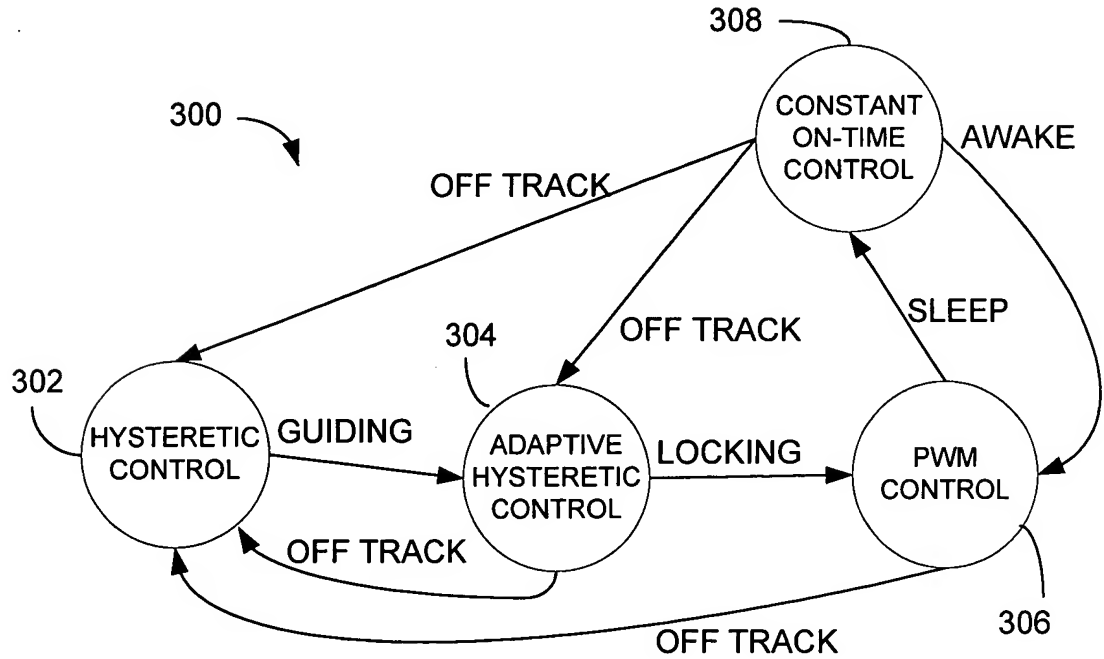 308
CONSTANT
ON-TIME
CONTROL
AWAKE
300
OFF TRACK
SLEEP
OFF TRACK
304
302
HYSTERETIC
CONTROL
GUIDING
ADAPTIVE
HYSTERETIC
CONTROL
LOCKING
PWM
CONTROL
OFF TRACK
306
OFF TRACK